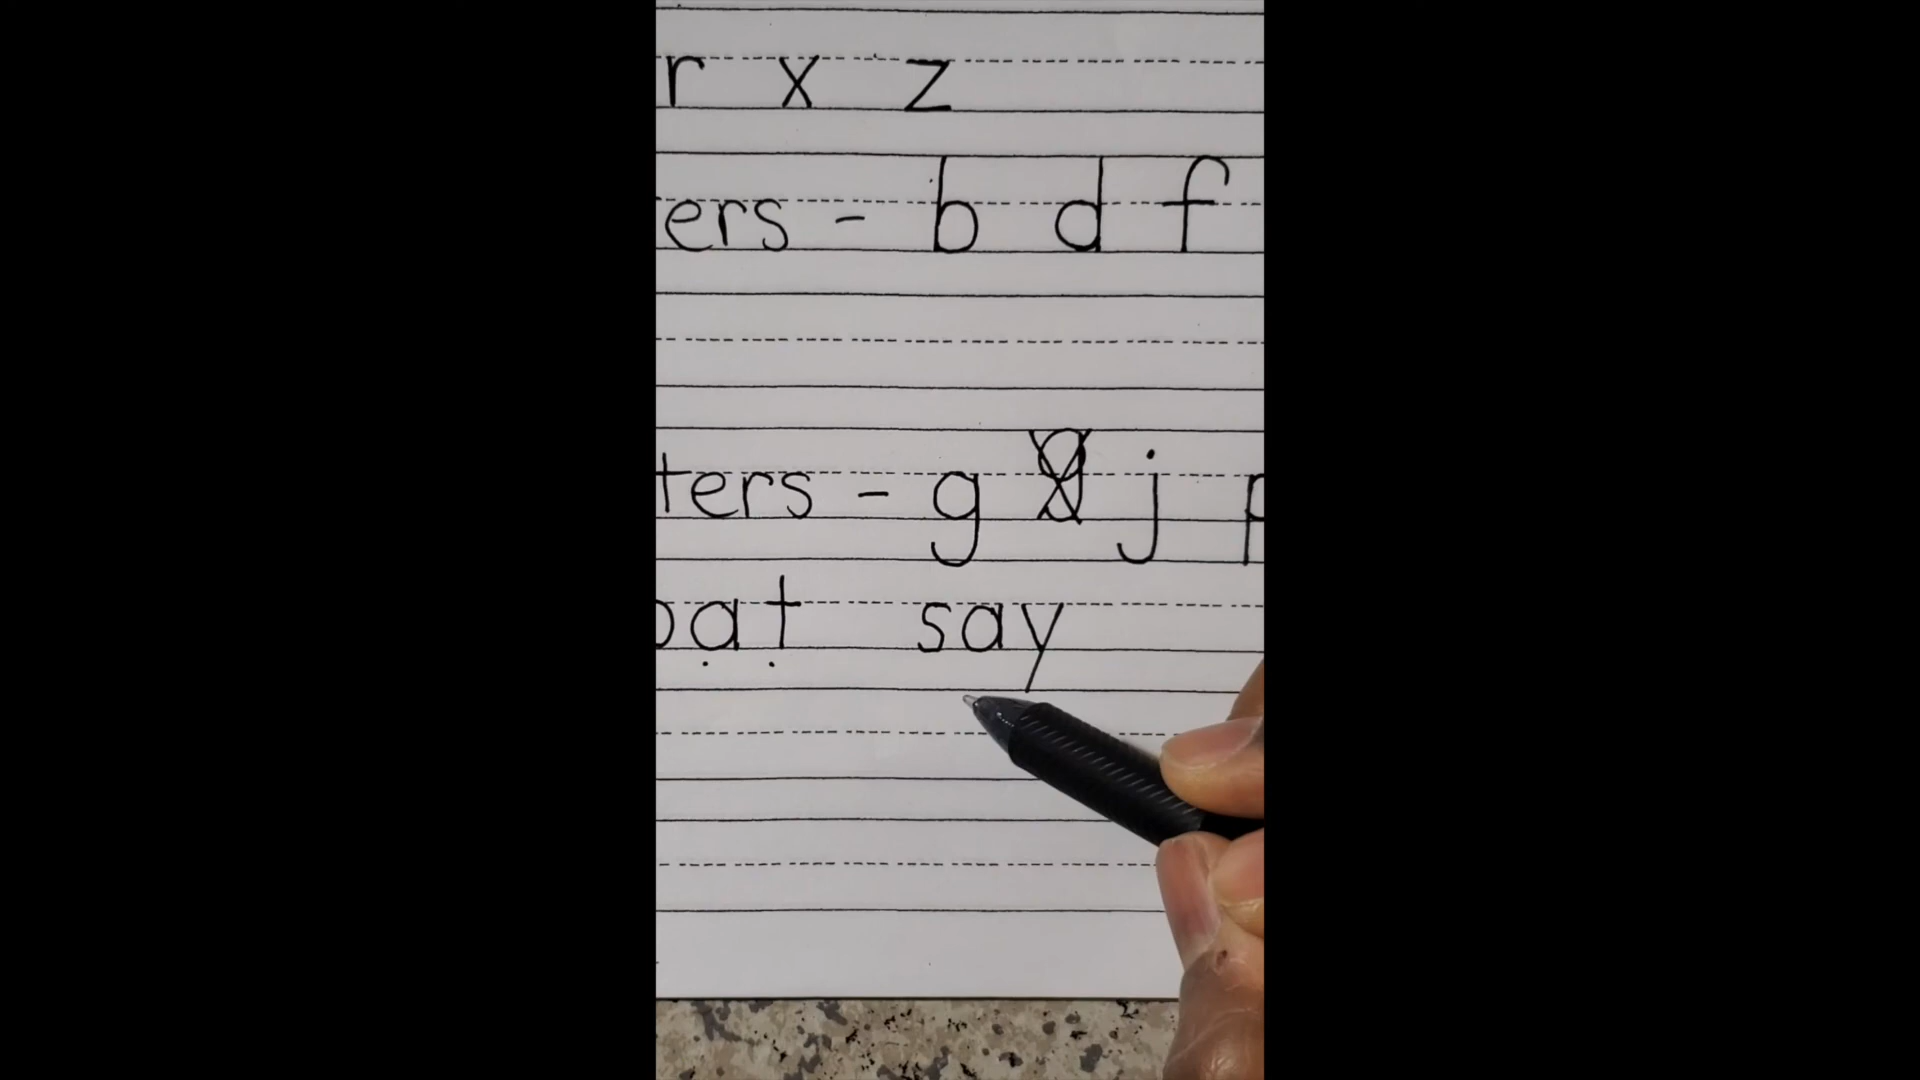 r x z
ers - b d f
ters - g j
at say